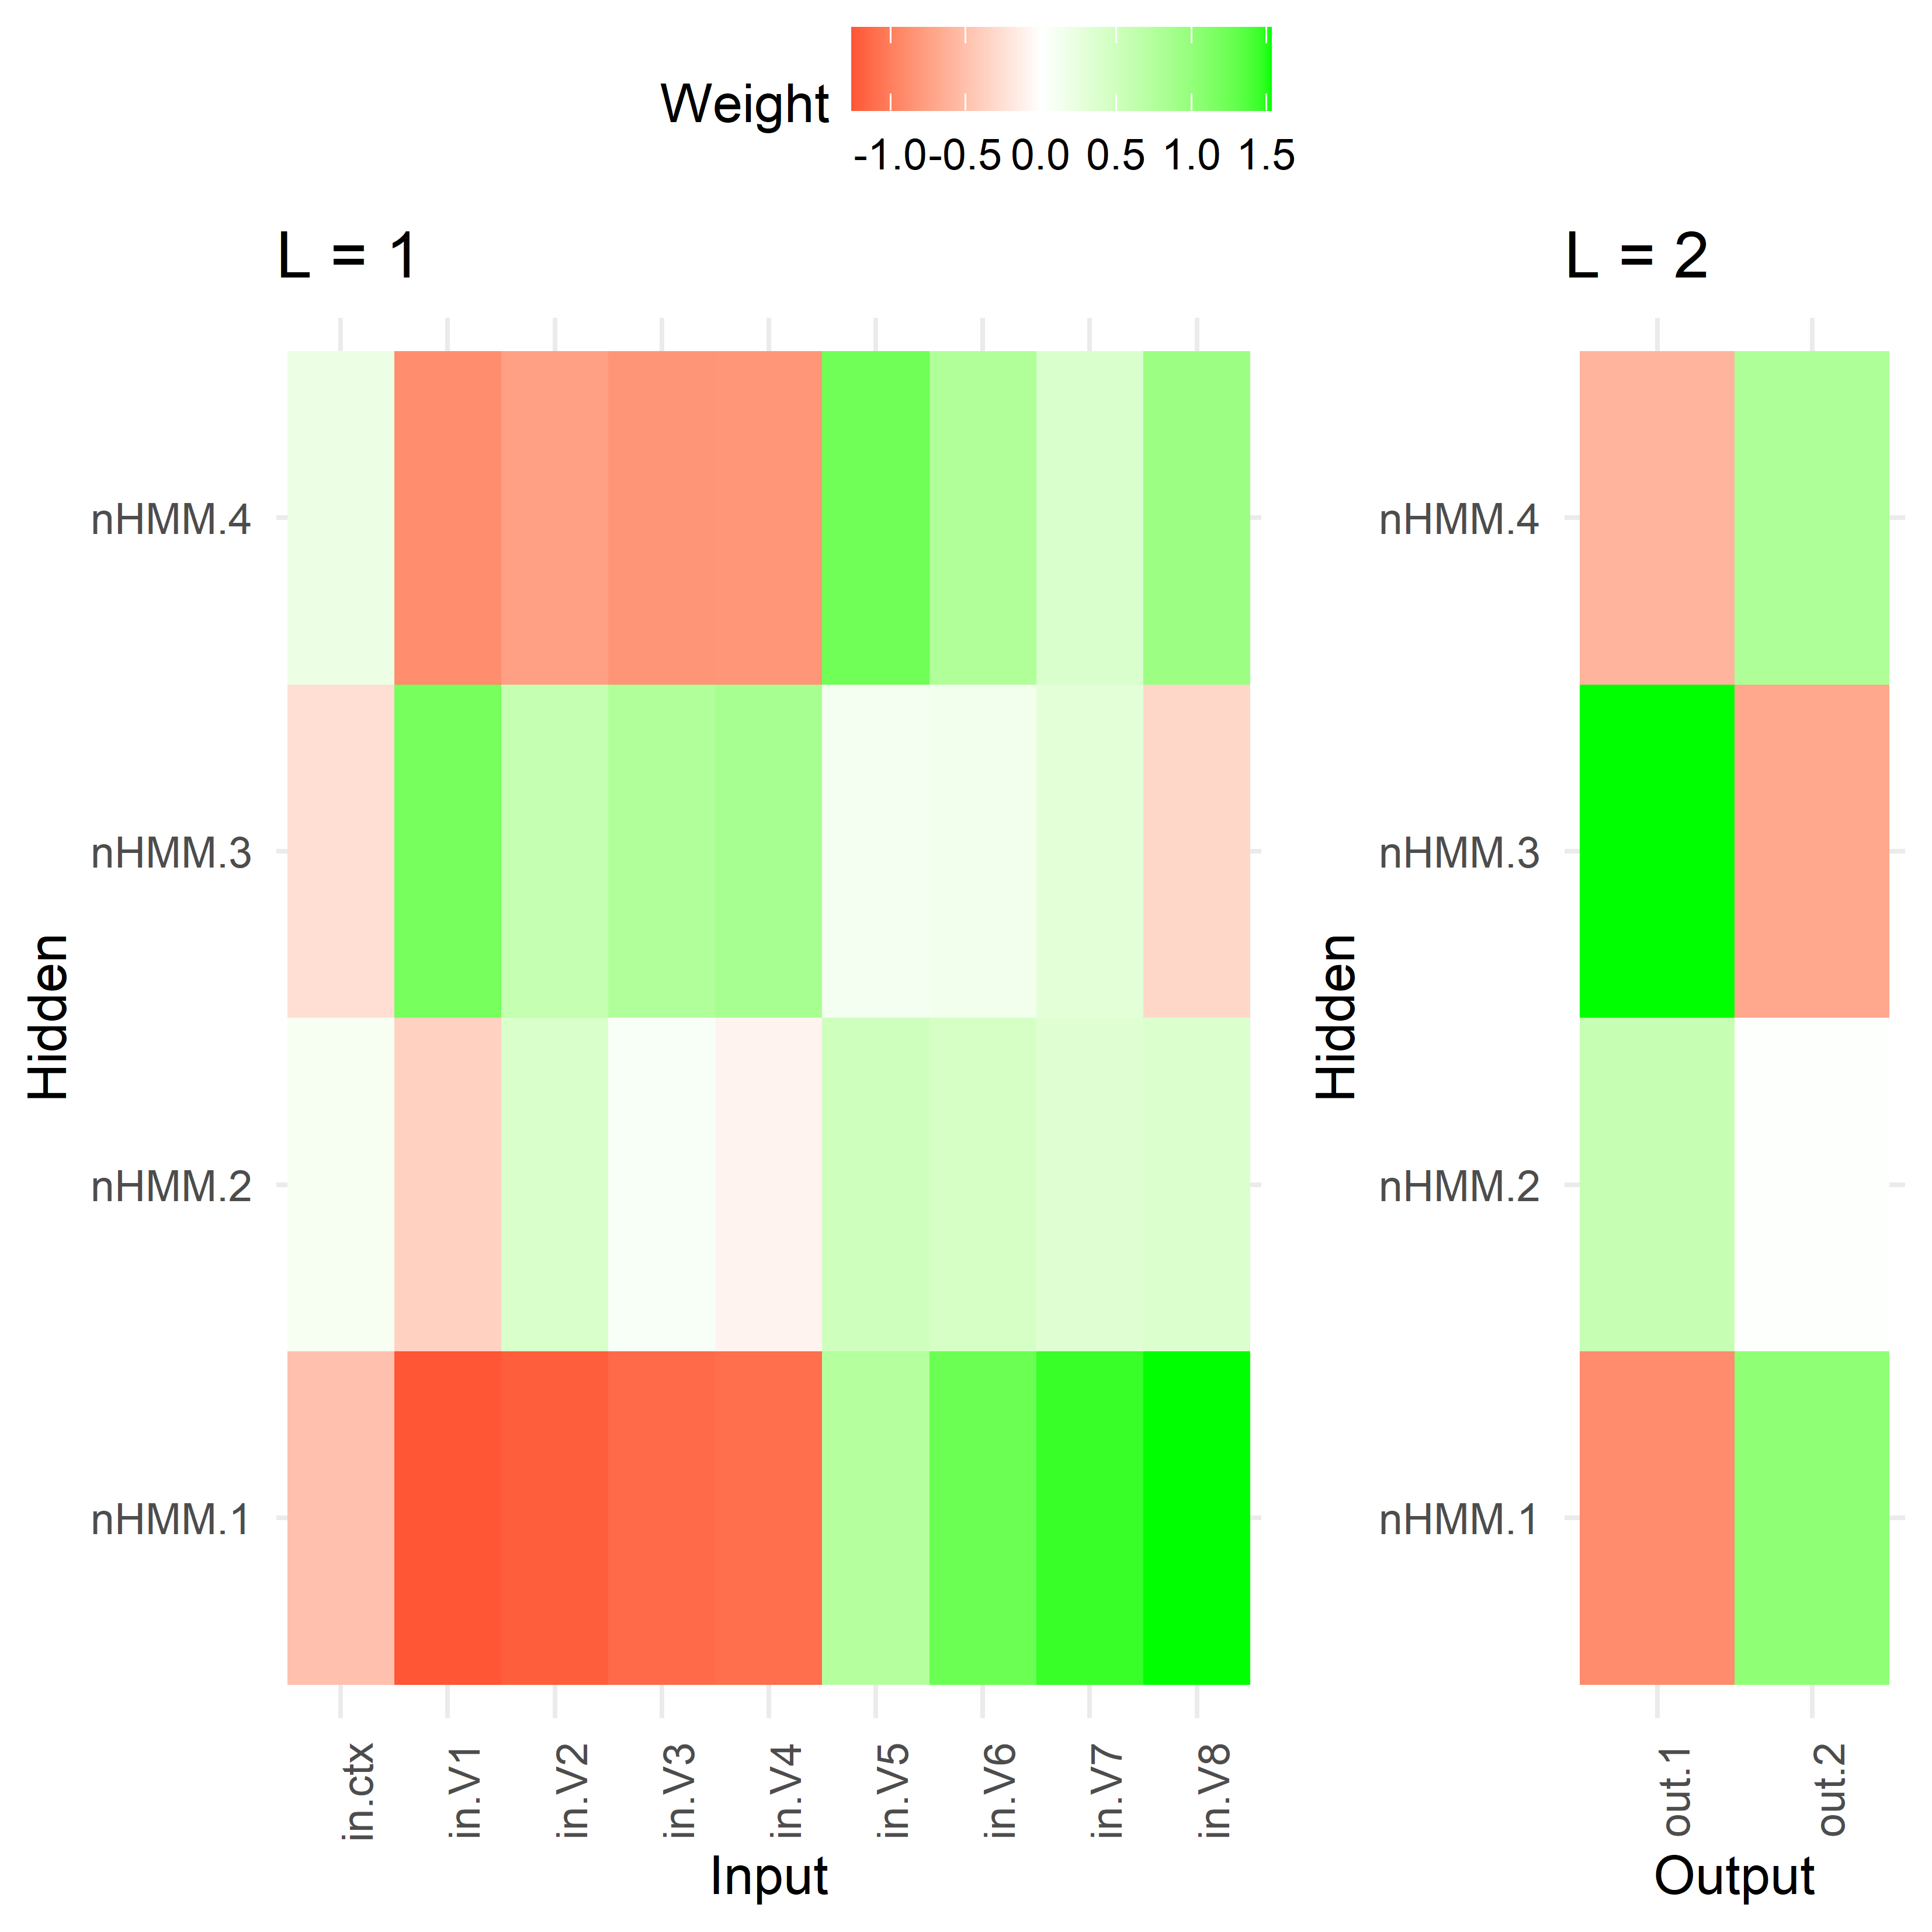 Weight
-1.0 -0.5 0.0 0.5 1.0 1.5
L = 1
L = 2
Hidden
nHMM.4
nHMM.3
nHMM.2
nHMM.1
in.ctx
in.V1
in.V2
in.V3
in.V4
in.V5
in.V6
in.V7
in.V8
Input
Hidden
nHMM.4
nHMM.3
nHMM.2
nHMM.1
out.1
out.2
Output